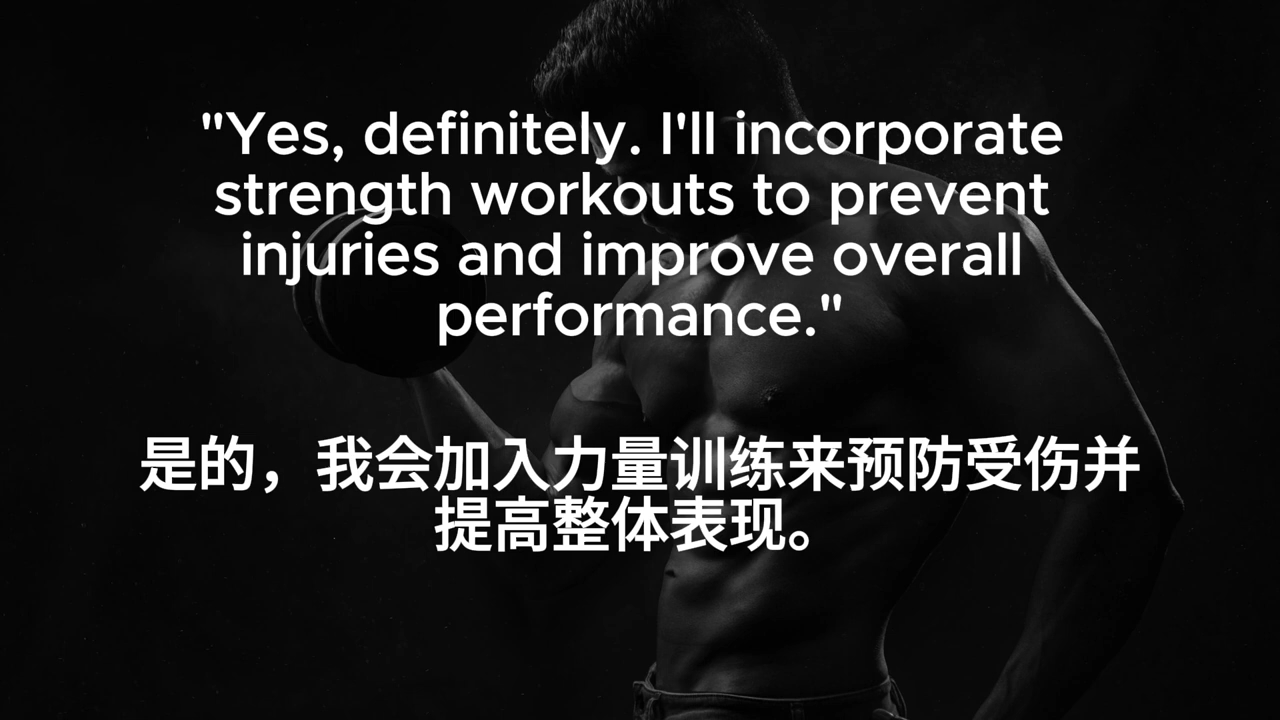 "Yes, definitely. I'll incorporate
strength workouts to prevent
injuries and improve overall
performance."
是的，我会加入力量训练来预防受伤并
提高整体表现。